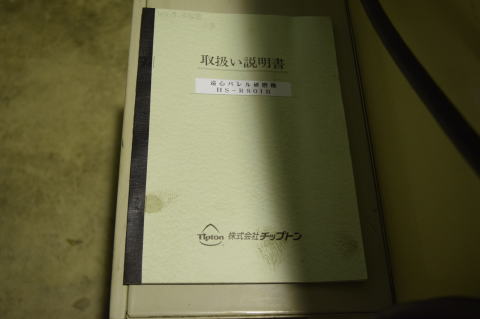 取扱い説明書
遠心バレル研磨機
Tipton 株式会社チップトン